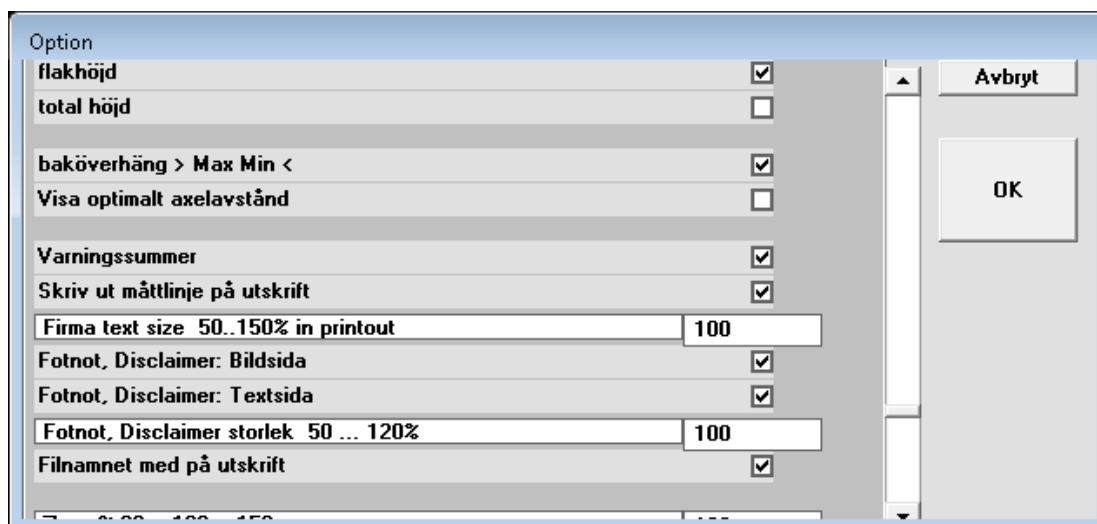 Option
flakhöjd
Avbryt
total höjd
baköverhäng > Max Min <
OK
Visa optimalt axelavstånd
Varningssummer
Skriv ut måttlinje på utskrift
Firma text size 50..150% in printout 100
Fotnot, Disclaimer: Bildsida
Fotnot, Disclaimer: Textsida
Fotnot, Disclaimer storlek 50 ... 120% 100
Filnamnet med på utskrift